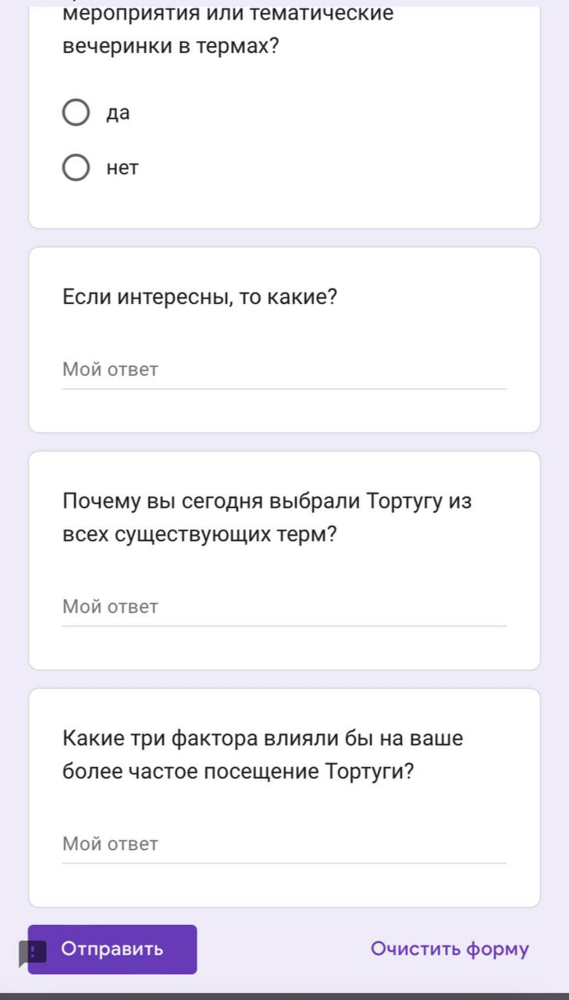 мероприятия или тематические
вечеринки в термах?
да
нет
Если интересны, то какие?
Мой ответ
Почему вы сегодня выбрали Тортугу из
всех существующих терм?
Мой ответ
Какие три фактора влияли бы на ваше
более частое посещение Тортуги?
Мой ответ
Отправить
Очистить форму